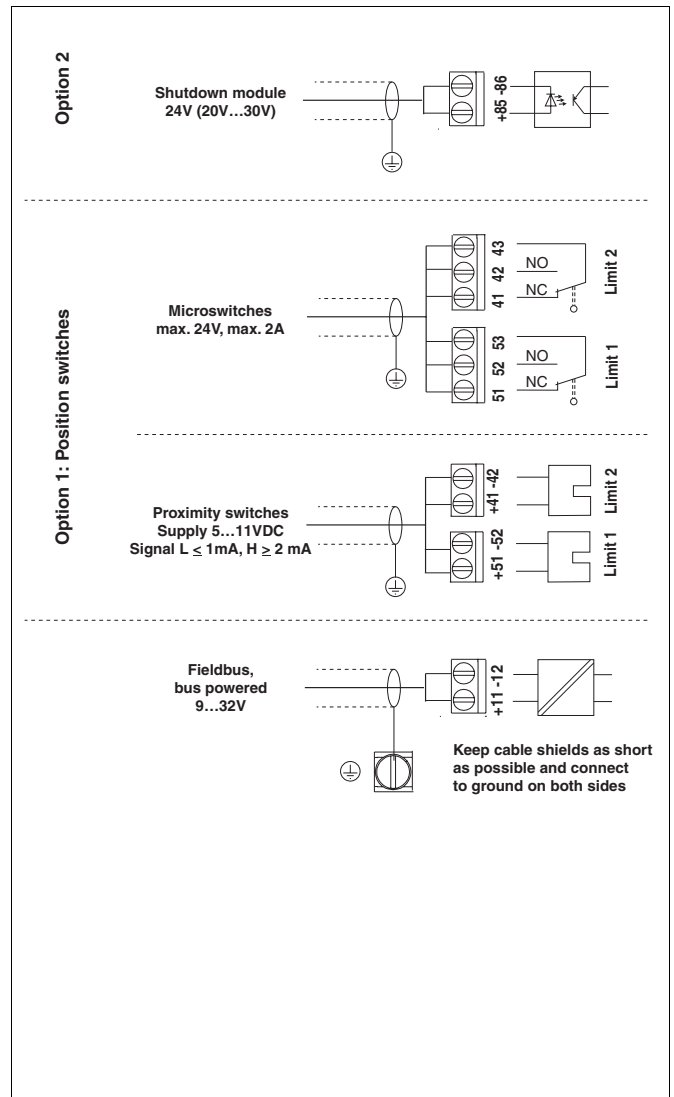 Option 2
Shutdown module
24V (20V…30V)
+85 -86
Option 1: Position switches
Microswitches
max. 24V, max. 2A
43
42
41
NO
NC
Limit 2
53
52
51
NO
NC
Limit 1
Proximity switches
Supply 5…11VDC
Signal L ≤ 1mA, H ≥ 2 mA
+41 -42
Limit 2
+51 -52
Limit 1
Fieldbus,
bus powered
9…32V
+11 -12
Keep cable shields as short
as possible and connect
to ground on both sides